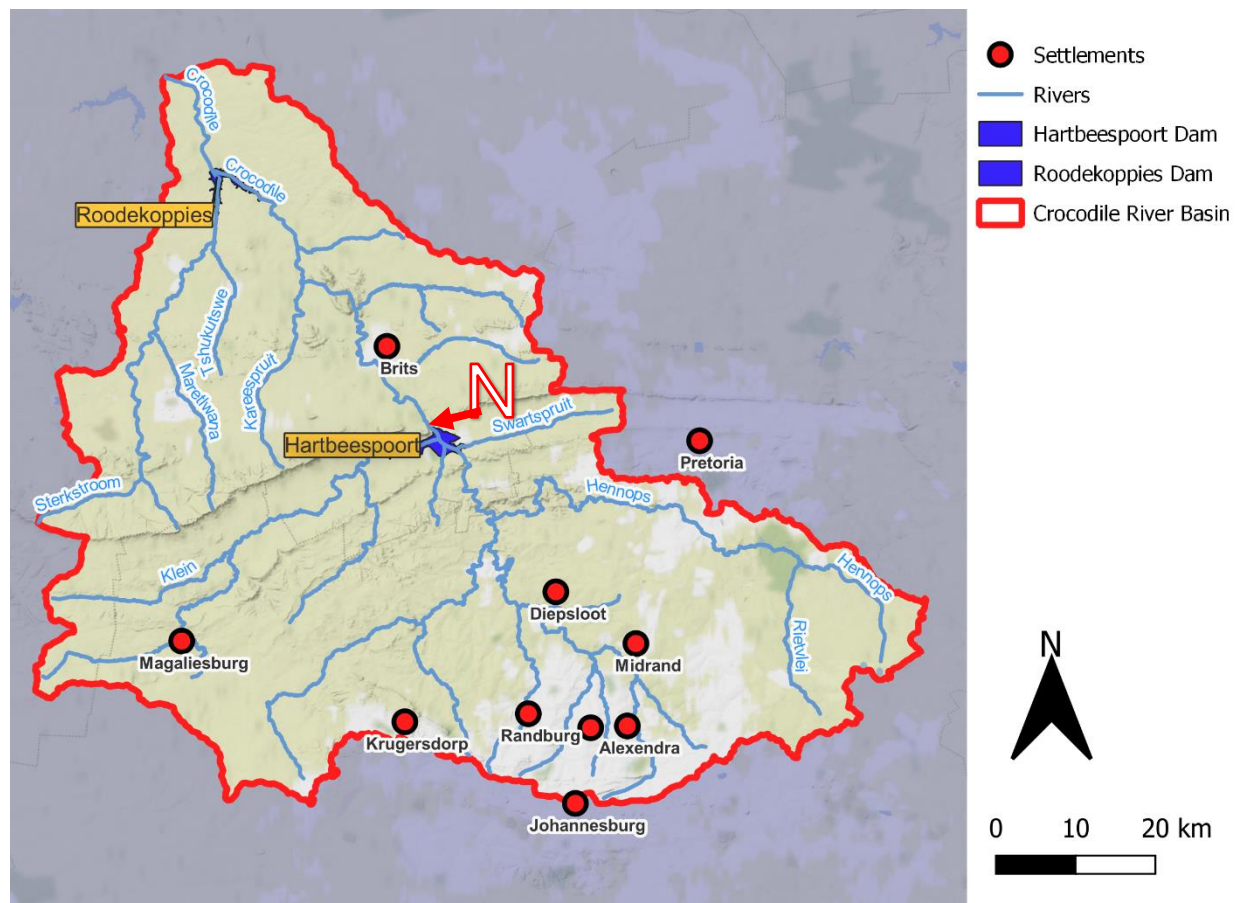 Crocodile
Crocodile
Roodekoppies
Tshukutswe
Maretlwana
Kareespruit
Brits
N
Swartspruit
Hartbeespoort
Pretoria
Sterkstroom
Hennops
Klein
Hennops
Diepsloot
Rietvlei
Magaliesburg
Midrand
Krugersdorp
Randburg
Alexendra
Johannesburg
Settlements
Rivers
Hartbeespoort Dam
Roodekoppies Dam
Crocodile River Basin
N
0 10 20 km